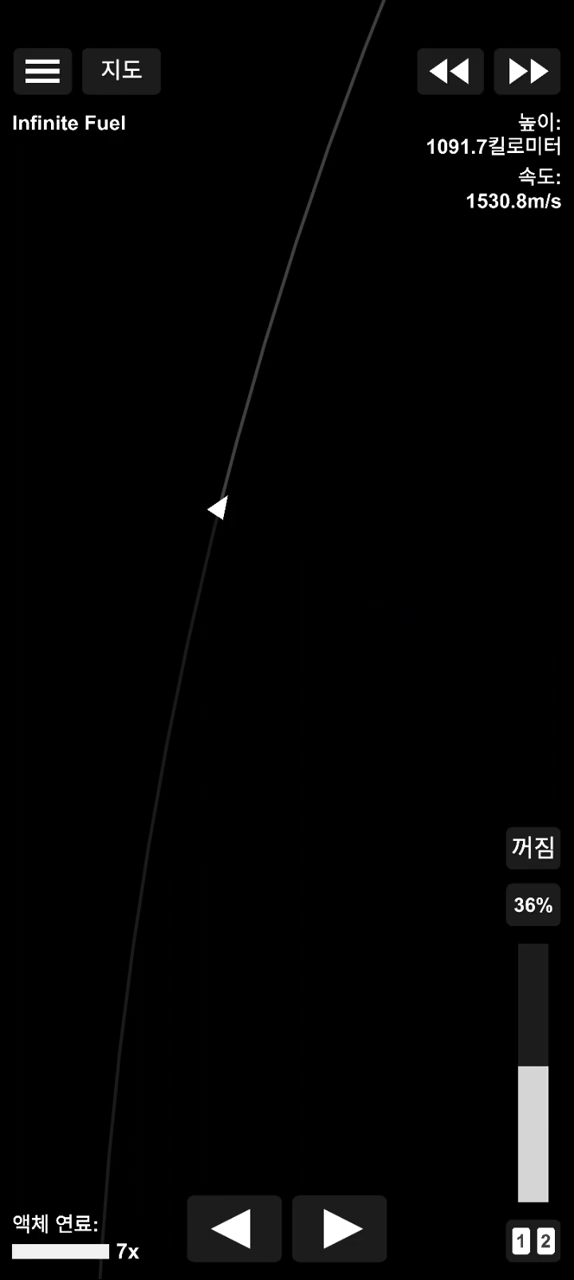 지도
Infinite Fuel
높이:
1091.7킬로미터
속도:
1530.8m/s
꺼짐
36%
액체 연료:
7x
1 2